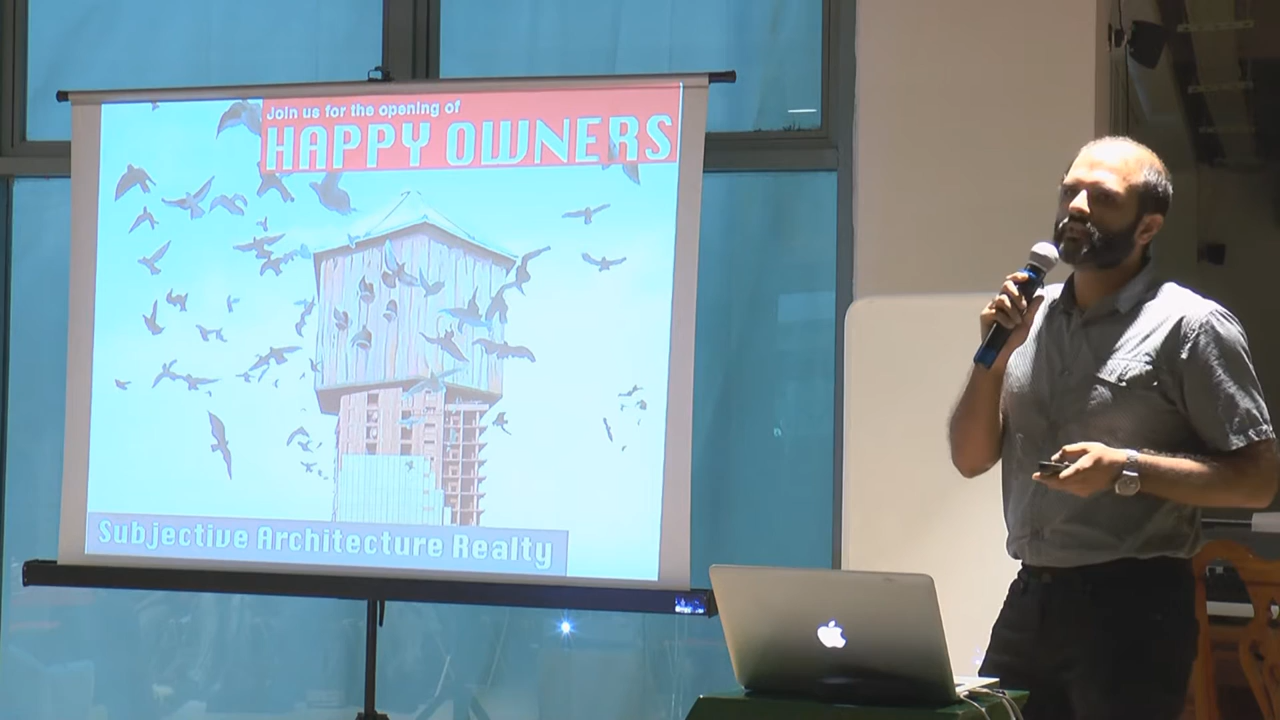 Join us for the opening of
HAPPY OWNERS
Subjective Architecture Realty